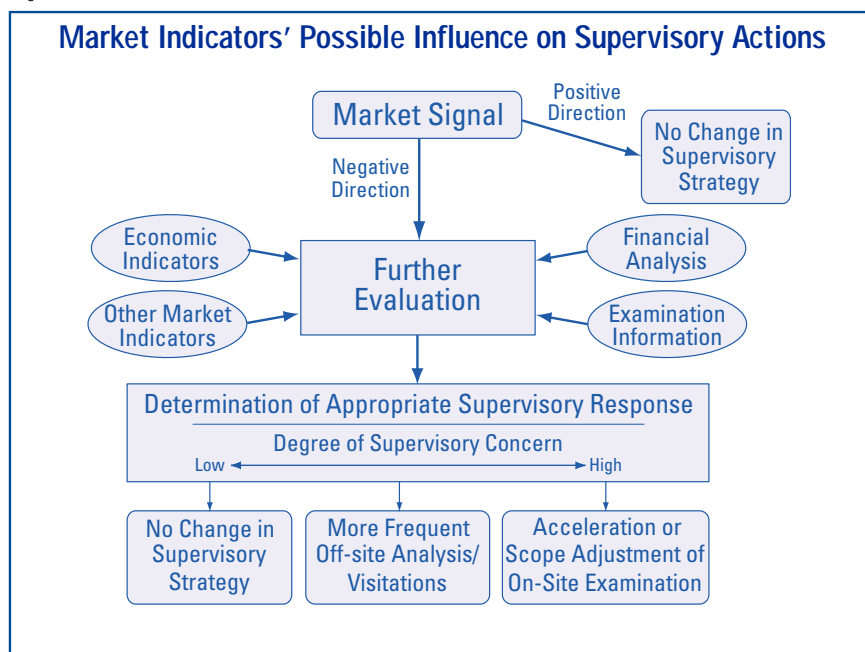 Market Indicators' Possible Influence on Supervisory Actions
Market Signal
Positive
Direction
No Change in
Supervisory
Strategy
Negative
Direction
Economic
Indicators
Financial
Analysis
Further
Evaluation
Other Market
Indicators
Examination
Information
Determination of Appropriate Supervisory Response
Degree of Supervisory Concern
Low
High
No Change in
Supervisory
Strategy
More Frequent
Off-site Analysis/
Visitations
Acceleration or
Scope Adjustment of
On-Site Examination